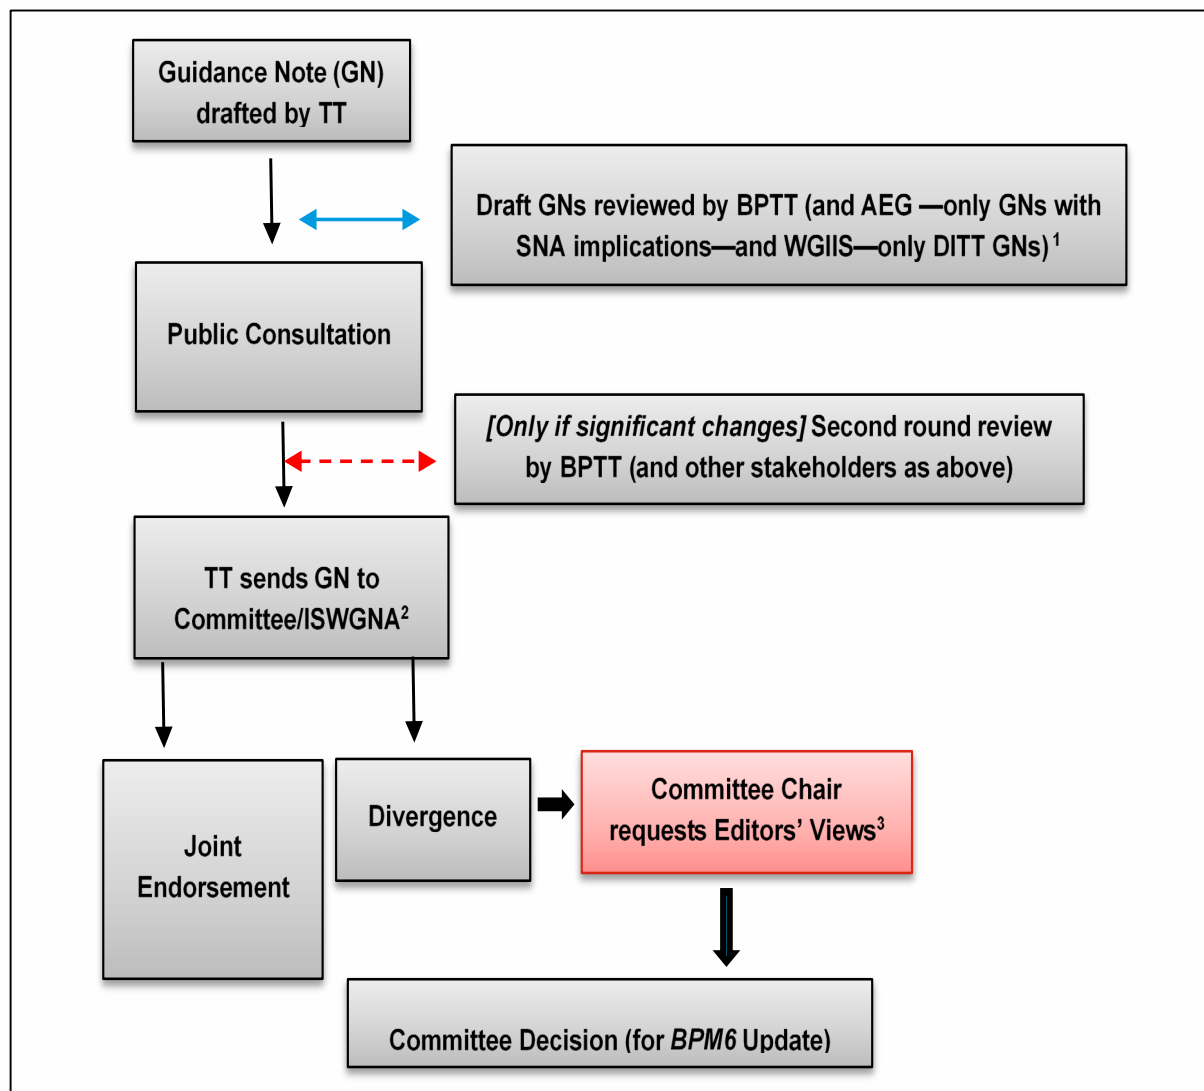 Guidance Note (GN)
drafted by TT
Draft GNs reviewed by BPTT (and AEG —only GNs with
SNA implications—and WGIIS—only DITT GNs) ¹
Public Consultation
[Only if significant changes] Second round review
by BPTT (and other stakeholders as above)
TT sends GN to
Committee/ISWGNA²
Joint
Endorsement
Divergence
Committee Chair
requests Editors’ Views³
Committee Decision (for BPM6 Update)